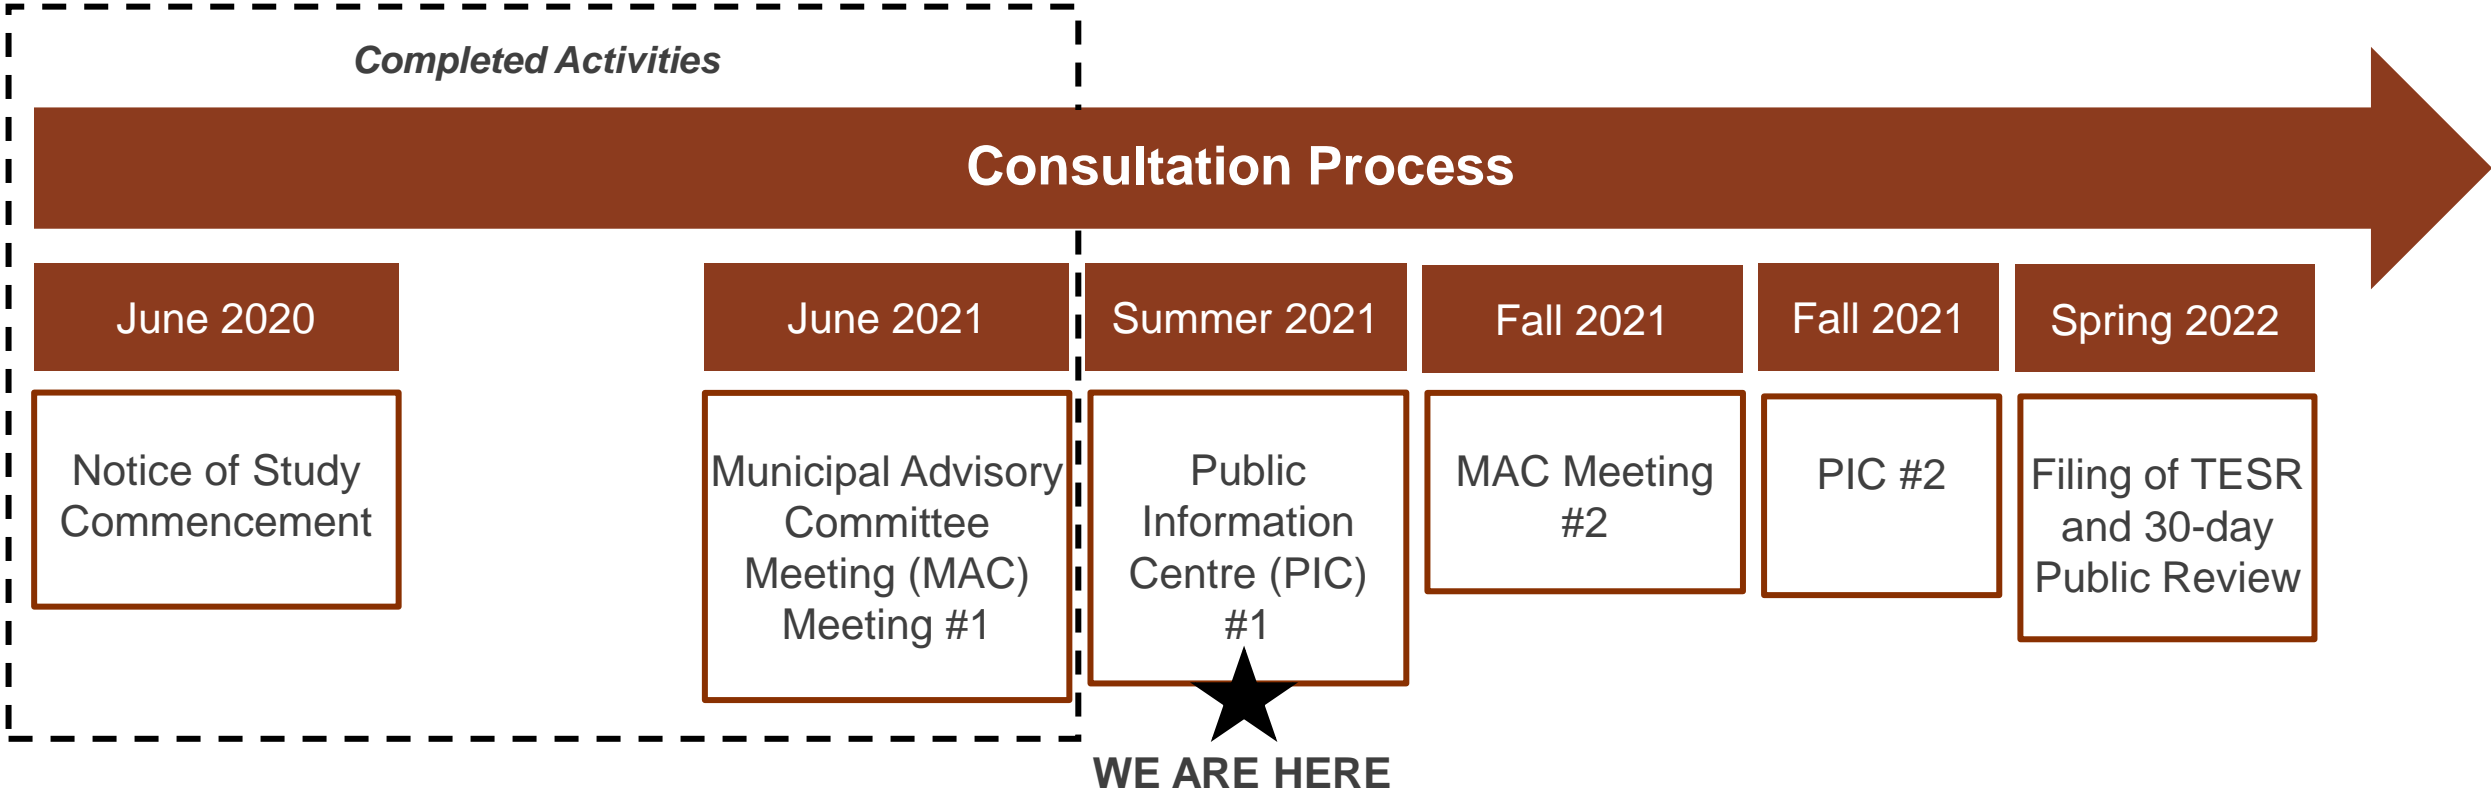 Completed Activities
Consultation Process
June 2020
June 2021
Summer 2021
Fall 2021
Fall 2021
Spring 2022
Notice of Study
Commencement
Municipal Advisory
Committee
Meeting (MAC)
Meeting #1
Public
Information
Centre (PIC)
#1
MAC Meeting
#2
PIC #2
Filing of TESR
and 30-day
Public Review
WE ARE HERE